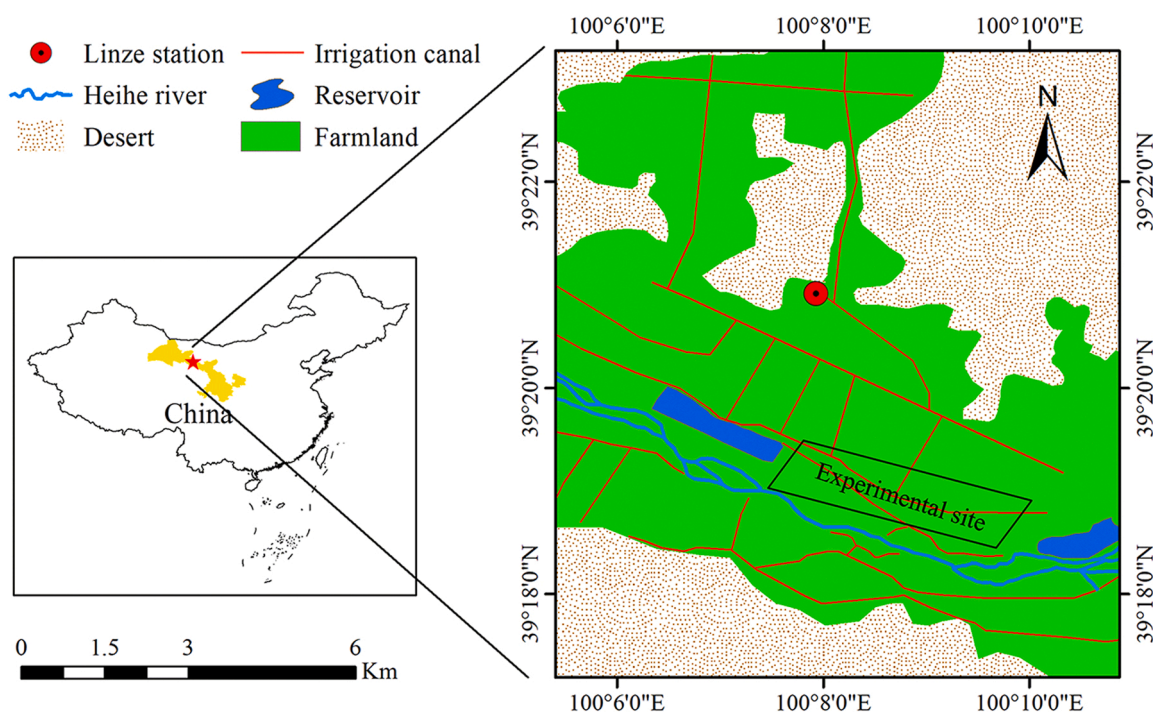 Linze station
Irrigation canal
Heihe river
Reservoir
Desert
Farmland
China
0 1.5 3 6
Km
100°6'0"E 100°8'0"E 100°10'0"E
N
39°22'0"N 39°22'0"N
39°20'0"N 39°20'0"N
39°18'0"N 39°18'0"N
Experimental site
100°6'0"E 100°8'0"E 100°10'0"E